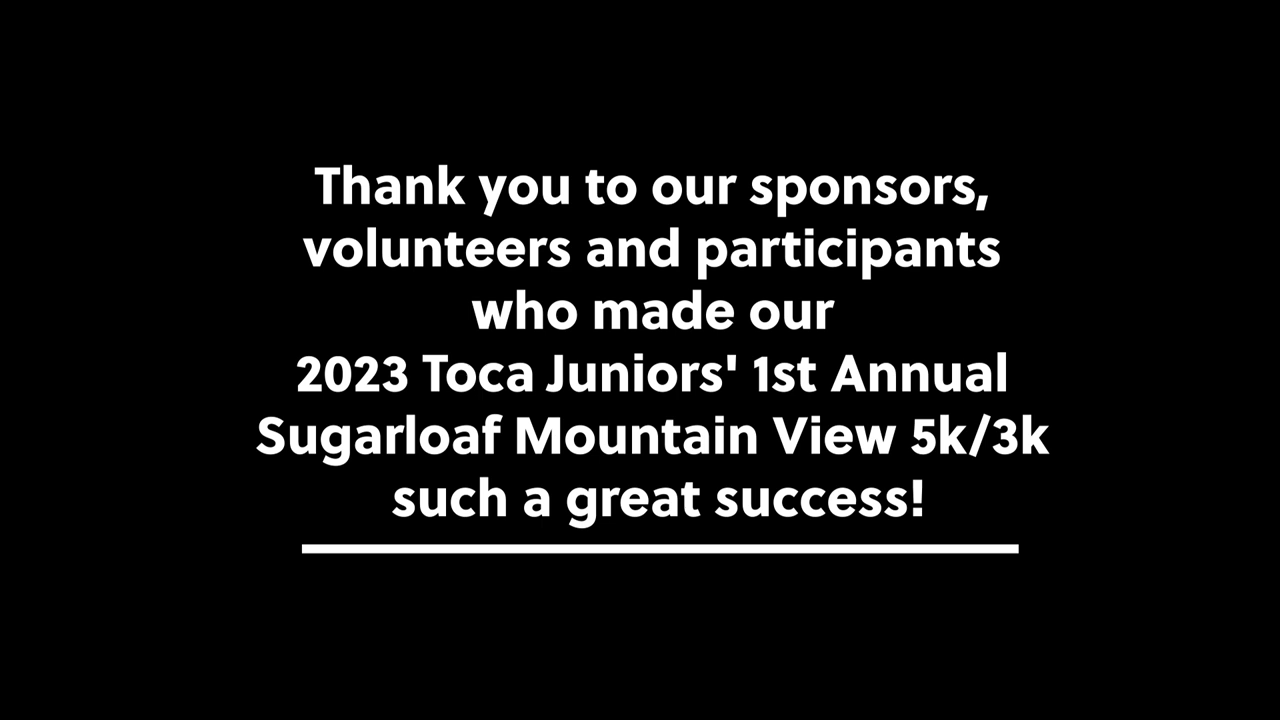 Thank you to our sponsors,
volunteers and participants
who made our
2023 Toca Juniors' 1st Annual
Sugarloaf Mountain View 5k/3k
such a great success!